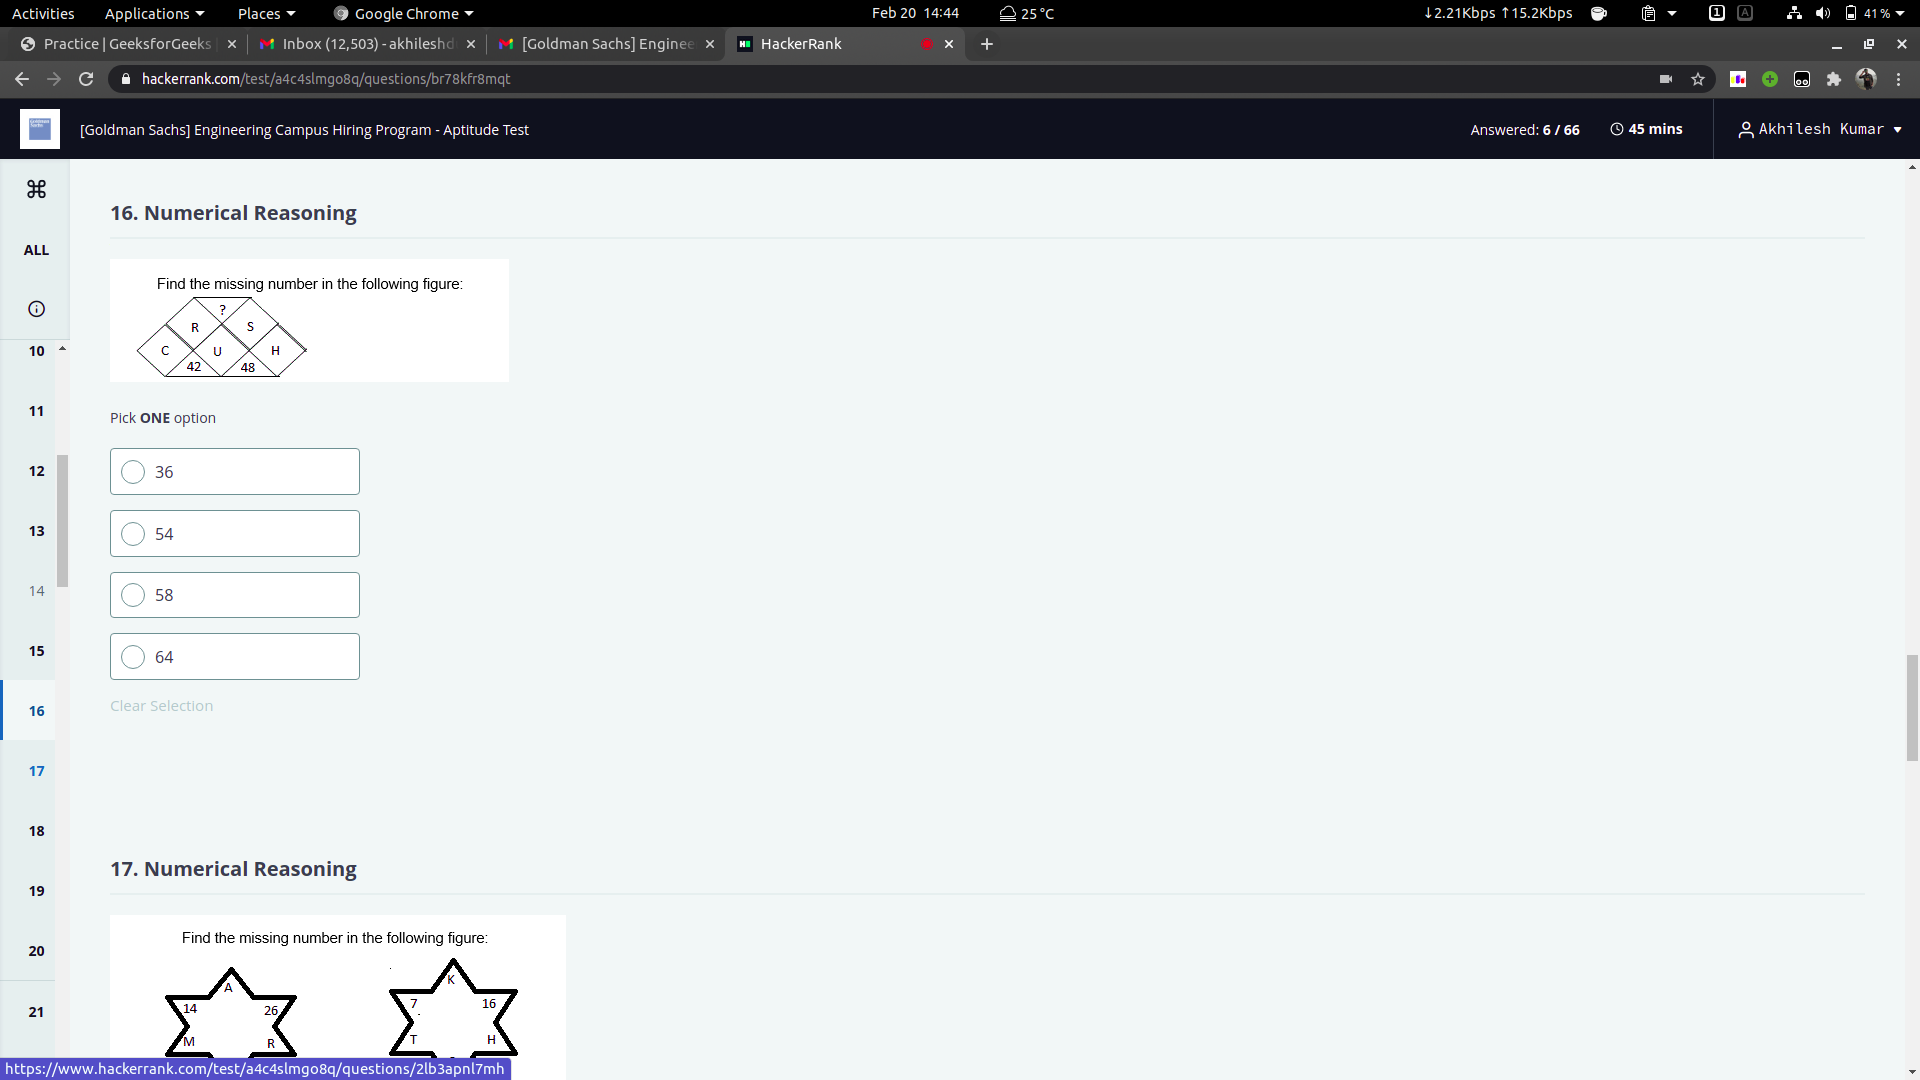 Activities Applications Places Google Chrome Feb 20 14:44 25 °C ↓2.21Kbps ↑15.2Kbps 1 A 41 %
Practice | GeeksforGeeks Inbox (12,503) - akhileshd [Goldman Sachs] Enginee HackerRank
hackerrank.com/test/a4c4slmgo8q/questions/br78kfr8mqt
[Goldman Sachs] Engineering Campus Hiring Program - Aptitude Test Answered: 6 / 66 45 mins Akhilesh Kumar
ALL
10
11
12
13
14
15
16
17
18
19
20
21
16. Numerical Reasoning
Find the missing number in the following figure:
?
R S
C U H
42 48
Pick ONE option
36
54
58
64
Clear Selection
17. Numerical Reasoning
Find the missing number in the following figure:
A K
14 26 7 16
M R T H
https://www.hackerrank.com/test/a4c4slmgo8q/questions/2lb3apnl7mh